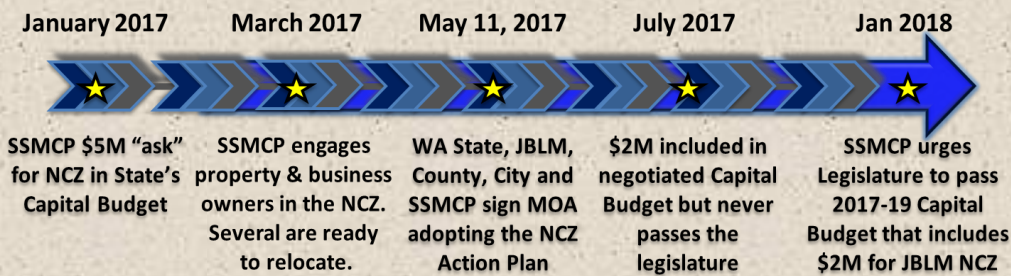 January 2017
March 2017
May 11, 2017
July 2017
Jan 2018
SSMCP $5M “ask”
for NCZ in State’s
Capital Budget
SSMCP engages
property & business
owners in the NCZ.
Several are ready
to relocate.
WA State, JBLM,
County, City and
SSMCP sign MOA
adopting the NCZ
Action Plan
$2M included in
negotiated Capital
Budget but never
passes the
legislature
SSMCP urges
Legislature to pass
2017-19 Capital
Budget that includes
$2M for JBLM NCZ